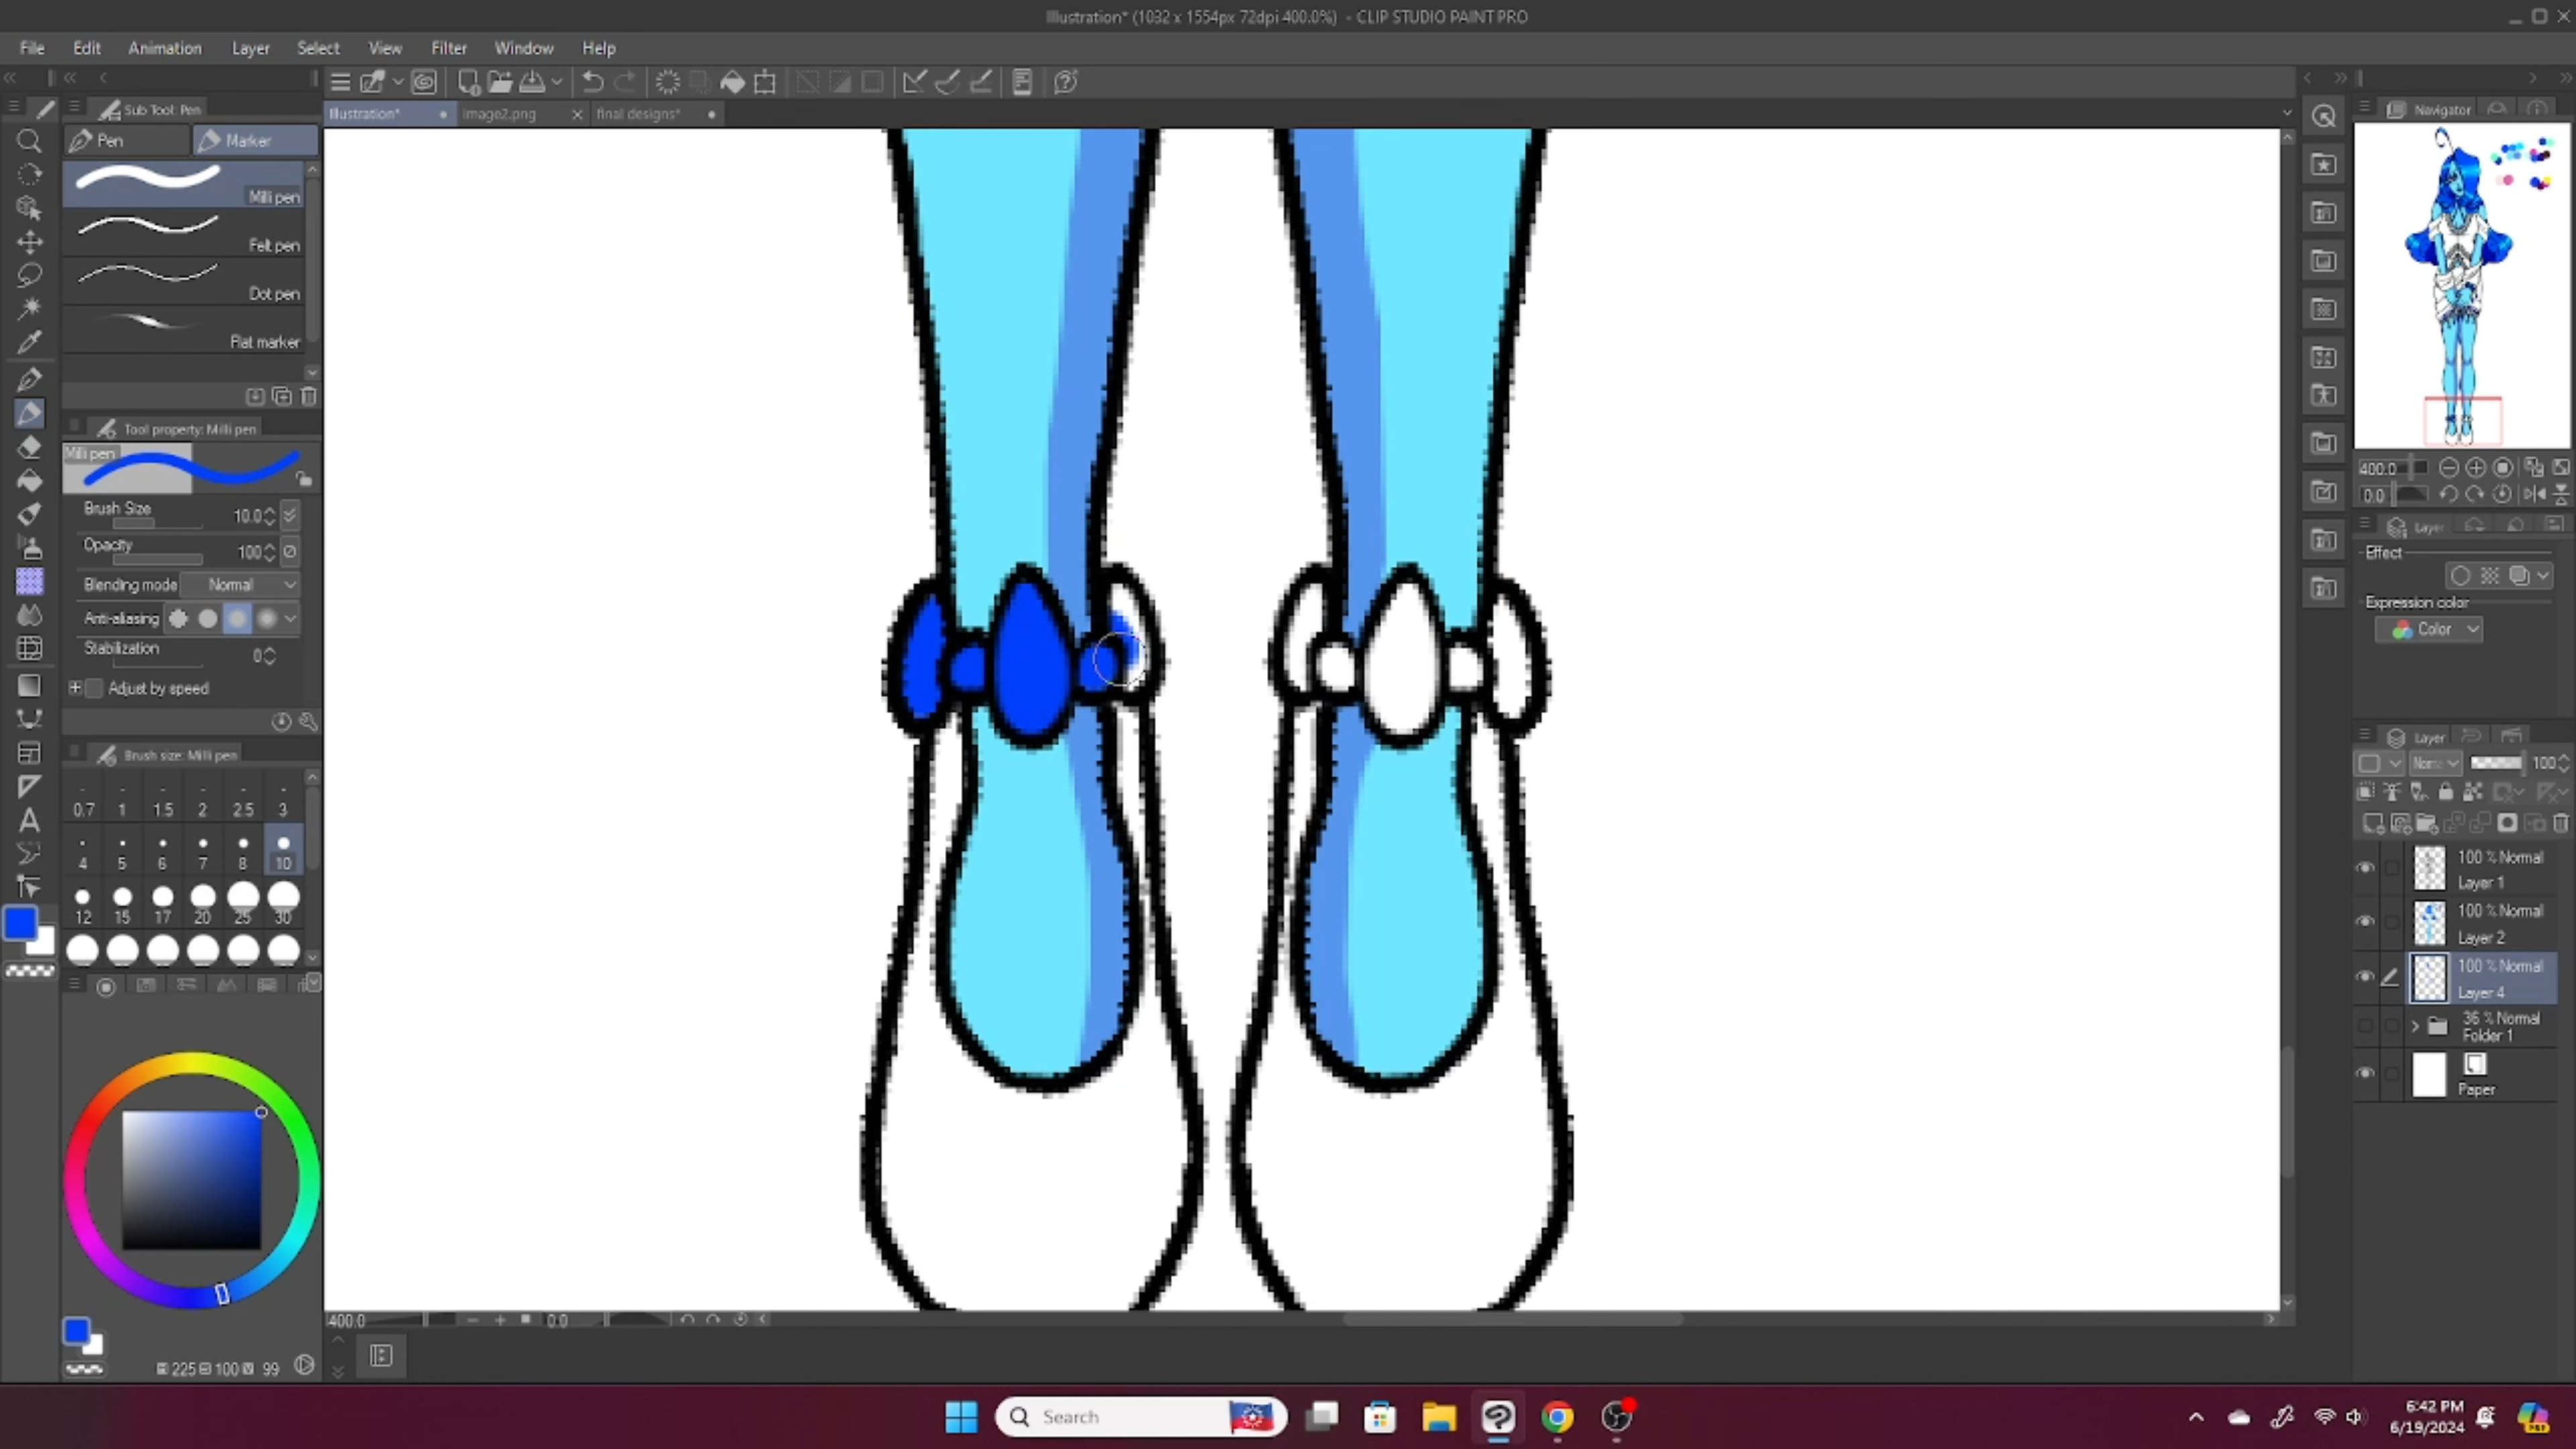 Illustration* (1032 x 1554px 72dpi 400.0%) - CLIP STUDIO PAINT PRO
File Edit Animation Layer Select View Filter Window Help
Sub Tool: Pen
Illustration* image2.png final designs*
Navigator
Pen Marker
Milli pen
Felt pen
Dot pen
Flat marker
Tool property: Milli pen
Milli pen
Brush Size 10.0
Opacity 100
Blending mode Normal
Anti-aliasing
Stabilization 0
Adjust by speed
Brush size: Milli pen
0.7 1 1.5 2 2.5 3
4 5 6 7 8 10
12 15 17 20 25 30
225 100 99
400.0 0.0
400.0
0.0
Layer
Effect
Expression color
Color
Layer
100
100 % Normal
Layer 1
100 % Normal
Layer 2
100 % Normal
Layer 4
36 % Normal
Folder 1
Paper
Search
6:42 PM
6/19/2024